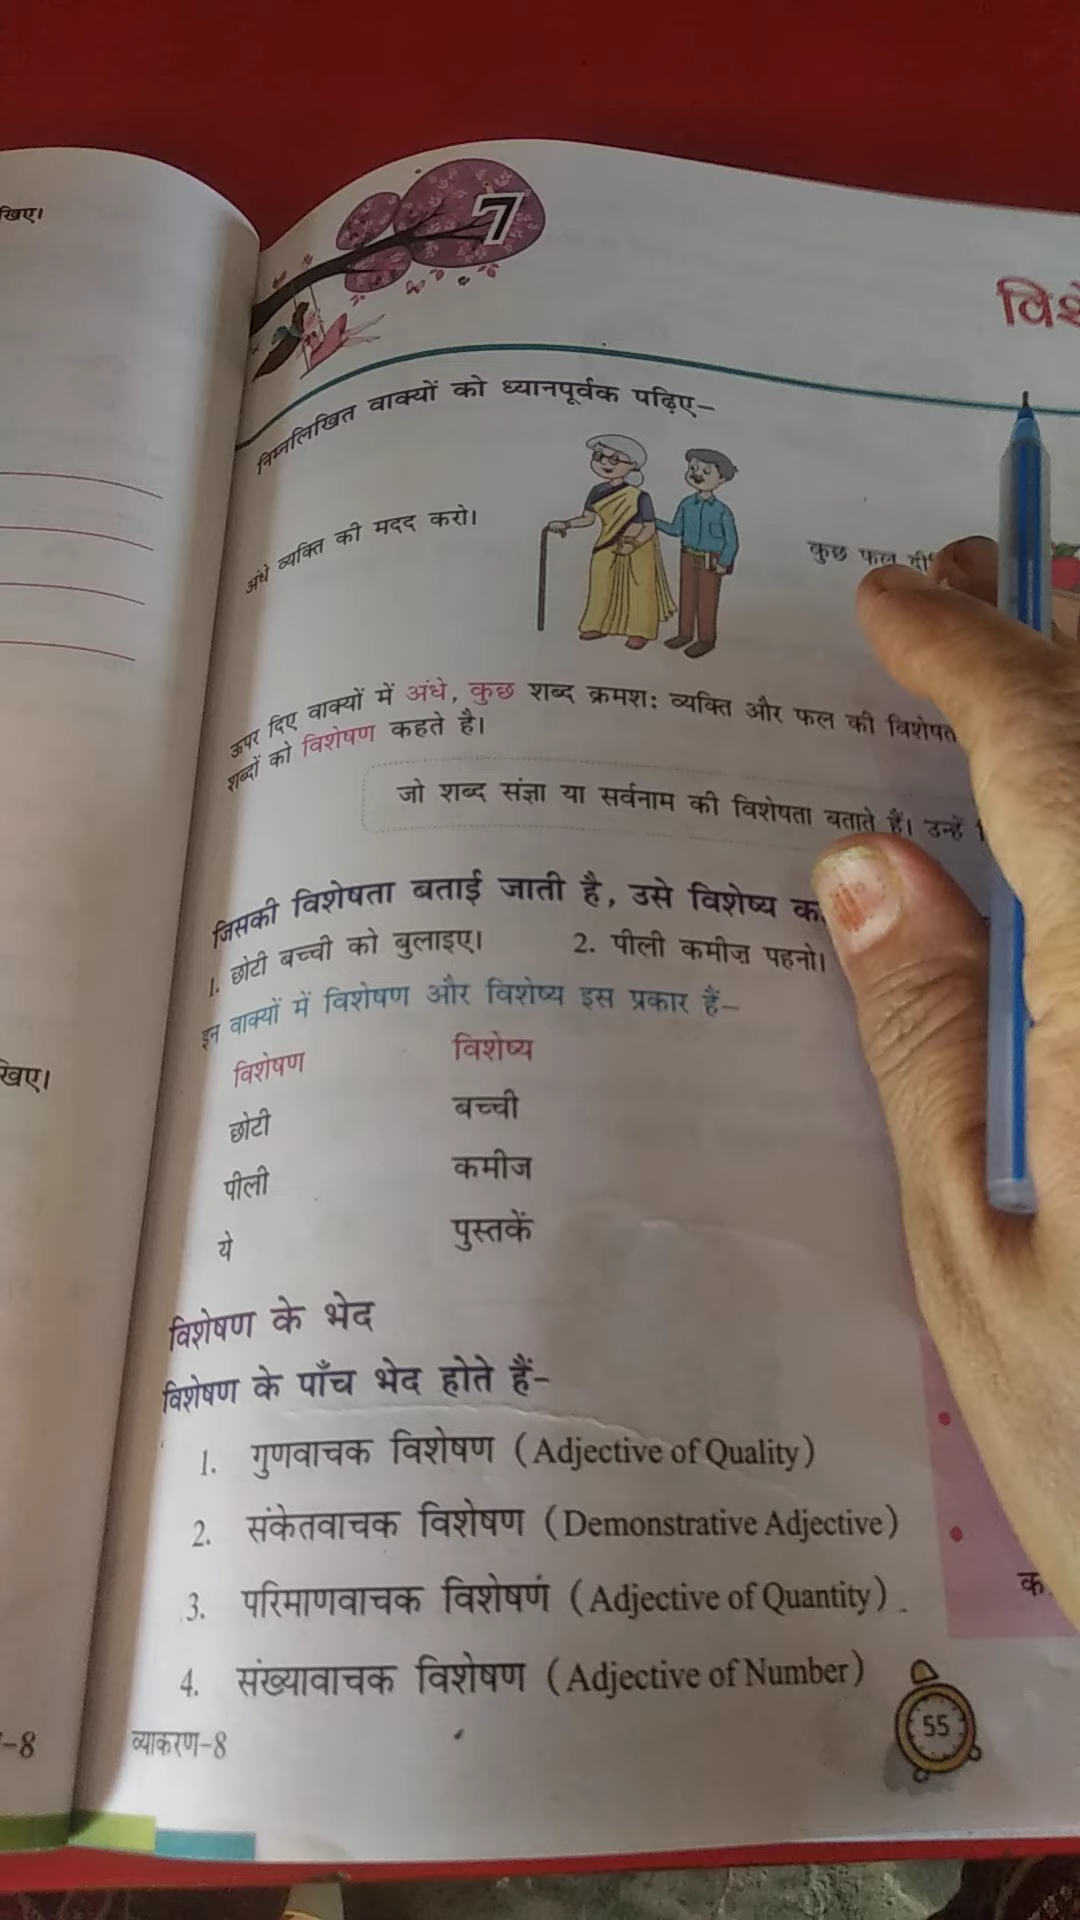 खिए।
7
निम्नलिखित वाक्यों को ध्यानपूर्वक पढ़िए–
अंधे व्यक्ति की मदद करो।
कुछ फल
ऊपर दिए वाक्यों में अंधे, कुछ शब्द क्रमशः व्यक्ति और फल की
शब्दों को विशेषण कहते है।
जो शब्द संज्ञा या सर्वनाम की विशेषता बताते हैं। उन्हें
जिसकी विशेषता बताई जाती है, उसे विशेष्य
1. छोटी बच्ची को बुलाइए। 2. पीली कमीज़ पहनो।
इन वाक्यों में विशेषण और विशेष्य इस प्रकार हैं–
विशेषण विशेष्य
छोटी बच्ची
पीली कमीज
ये पुस्तकें
खिए।
विशेषण के भेद
विशेषण के पाँच भेद होते हैं–
1. गुणवाचक विशेषण (Adjective of Quality)
2. संकेतवाचक विशेषण (Demonstrative Adjective)
3. परिमाणवाचक विशेषण (Adjective of Quantity)
4. संख्यावाचक विशेषण (Adjective of Number)
-8
व्याकरण-8
55